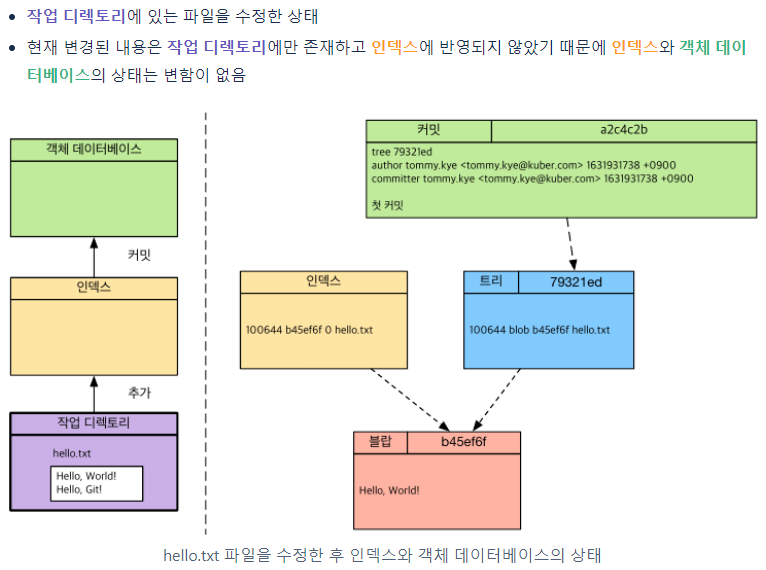 작업 디렉토리에 있는 파일을 수정한 상태
현재 변경된 내용은 작업 디렉토리에만 존재하고 인덱스에 반영되지 않았기 때문에 인덱스와 객체 데이
터베이스의 상태는 변함이 없음
객체 데이터베이스
커밋
인덱스
추가
작업 디렉토리
hello.txt
Hello, World!
Hello, Git!
커밋 a2c4c2b
tree 79321ed
author tommy.kye <tommy.kye@kuber.com> 1631931738 +0900
committer tommy.kye <tommy.kye@kuber.com> 1631931738 +0900
첫 커밋
인덱스
100644 b45ef6f 0 hello.txt
트리 79321ed
100644 blob b45ef6f hello.txt
블랍 b45ef6f
Hello, World!
hello.txt 파일을 수정한 후 인덱스와 객체 데이터베이스의 상태